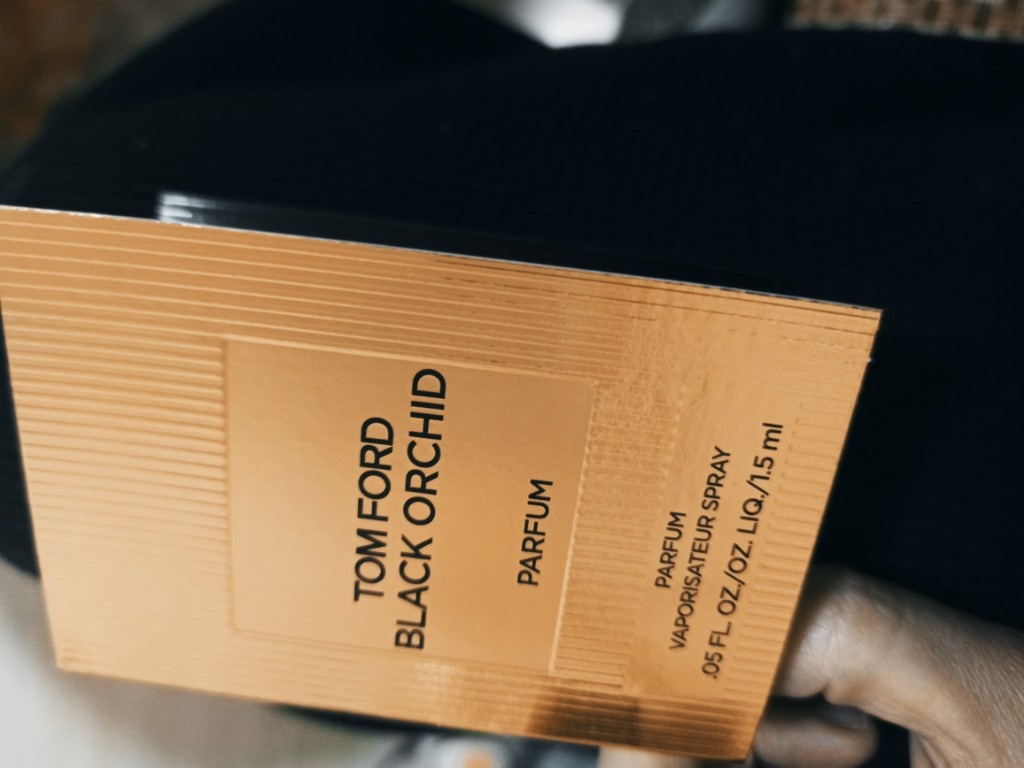 TOM FORD
BLACK ORCHID
PARFUM
PARFUM
VAPORISATEUR SPRAY
.05 FL. OZ./OZ. LIQ./1.5 ml